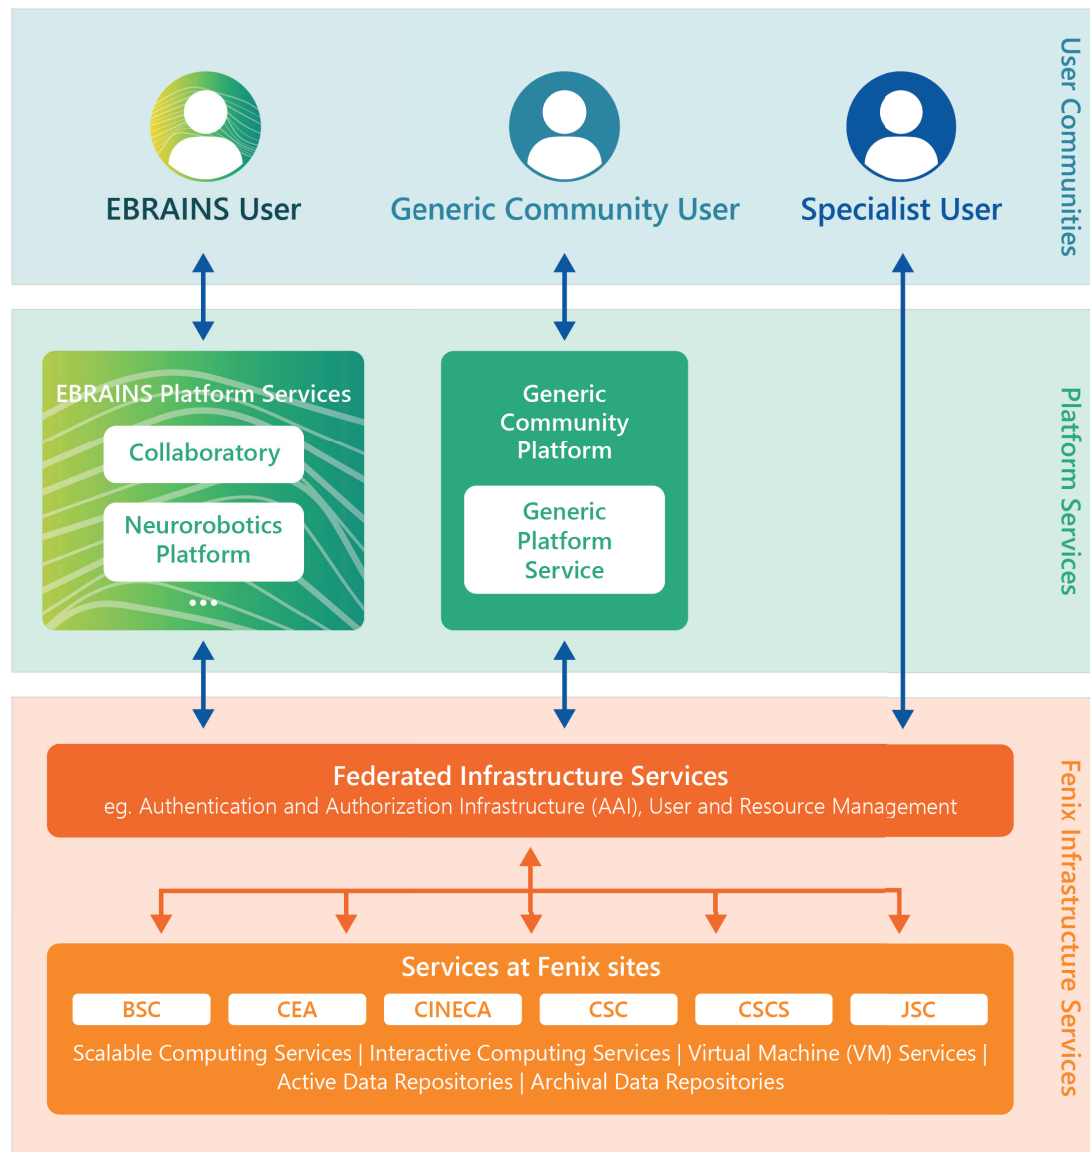 User Communities
EBRAINS User
Generic Community User
Specialist User
Platform Services
EBRAINS Platform Services
Collaboratory
Neurorobotics
Platform
...
Generic
Community
Platform
Generic
Platform
Service
Fenix Infrastructure Services
Federated Infrastructure Services
eg. Authentication and Authorization Infrastructure (AAI), User and Resource Management
Services at Fenix sites
BSC
CEA
CINECA
CSC
CSCS
JSC
Scalable Computing Services | Interactive Computing Services | Virtual Machine (VM) Services |
Active Data Repositories | Archival Data Repositories